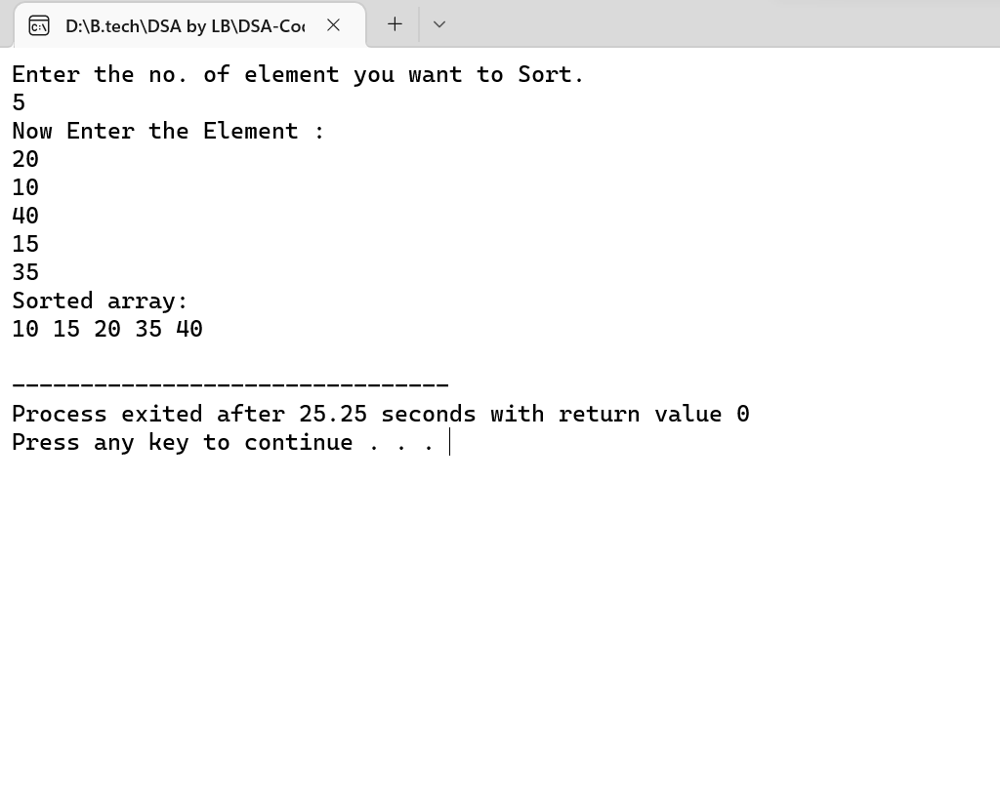 D:\B.tech\DSA by LB\DSA-Co
Enter the no. of element you want to Sort.
5
Now Enter the Element :
20
10
40
15
35
Sorted array:
10 15 20 35 40
--------------------------------
Process exited after 25.25 seconds with return value 0
Press any key to continue . . .